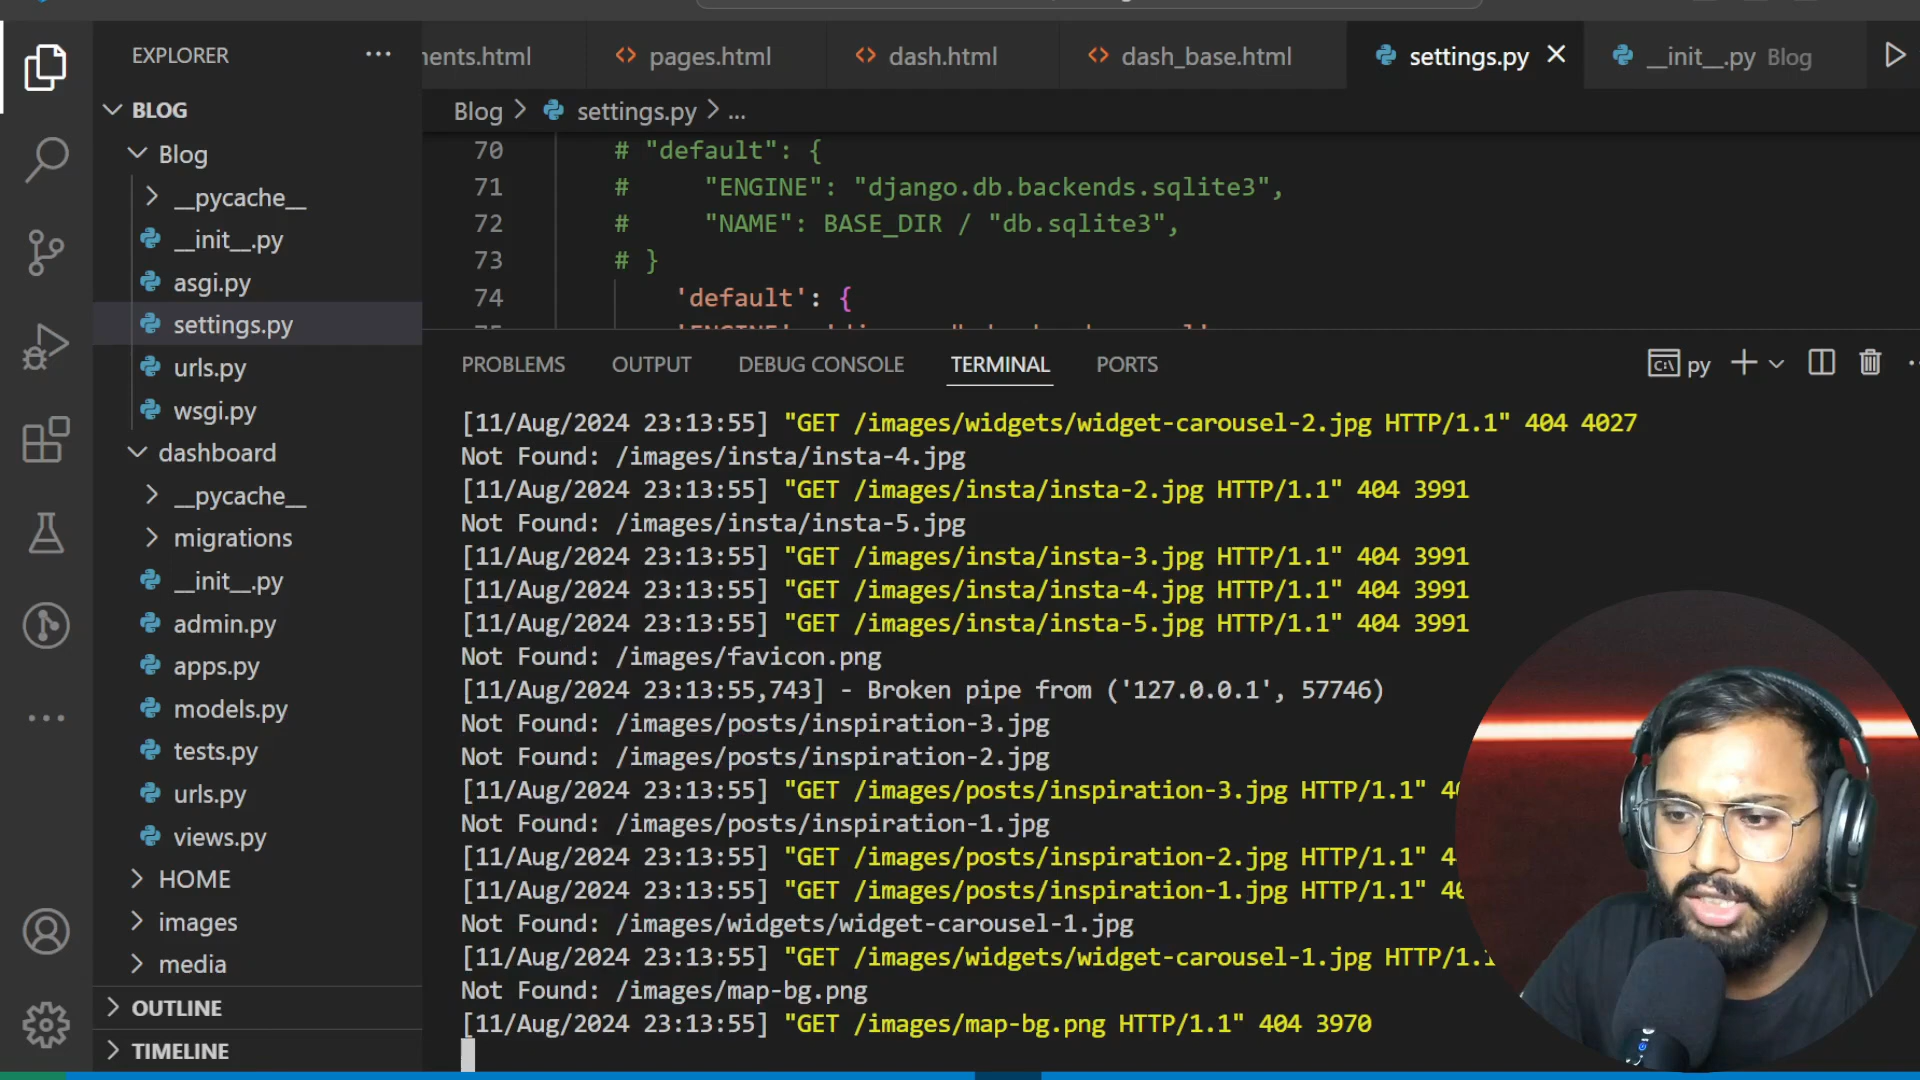 EXPLORER
BLOG
Blog
__pycache__
__init__.py
asgi.py
settings.py
urls.py
wsgi.py
dashboard
__pycache__
migrations
__init__.py
admin.py
apps.py
models.py
tests.py
urls.py
views.py
HOME
images
media
OUTLINE
TIMELINE
ents.html
pages.html
dash.html
dash_base.html
settings.py
__init__.py Blog
Blog > settings.py > ...
70 # "default": {
71 # "ENGINE": "django.db.backends.sqlite3",
72 # "NAME": BASE_DIR / "db.sqlite3",
73 # }
74 'default': {
PROBLEMS OUTPUT DEBUG CONSOLE TERMINAL PORTS
py
[11/Aug/2024 23:13:55] "GET /images/widgets/widget-carousel-2.jpg HTTP/1.1" 404 4027
Not Found: /images/insta/insta-4.jpg
[11/Aug/2024 23:13:55] "GET /images/insta/insta-2.jpg HTTP/1.1" 404 3991
Not Found: /images/insta/insta-5.jpg
[11/Aug/2024 23:13:55] "GET /images/insta/insta-3.jpg HTTP/1.1" 404 3991
[11/Aug/2024 23:13:55] "GET /images/insta/insta-4.jpg HTTP/1.1" 404 3991
[11/Aug/2024 23:13:55] "GET /images/insta/insta-5.jpg HTTP/1.1" 404 3991
Not Found: /images/favicon.png
[11/Aug/2024 23:13:55,743] - Broken pipe from ('127.0.0.1', 57746)
Not Found: /images/posts/inspiration-3.jpg
Not Found: /images/posts/inspiration-2.jpg
[11/Aug/2024 23:13:55] "GET /images/posts/inspiration-3.jpg HTTP/1.1" 4
Not Found: /images/posts/inspiration-1.jpg
[11/Aug/2024 23:13:55] "GET /images/posts/inspiration-2.jpg HTTP/1.1" 4
[11/Aug/2024 23:13:55] "GET /images/posts/inspiration-1.jpg HTTP/1.1" 4
Not Found: /images/widgets/widget-carousel-1.jpg
[11/Aug/2024 23:13:55] "GET /images/widgets/widget-carousel-1.jpg HTTP/1.1
Not Found: /images/map-bg.png
[11/Aug/2024 23:13:55] "GET /images/map-bg.png HTTP/1.1" 404 3970